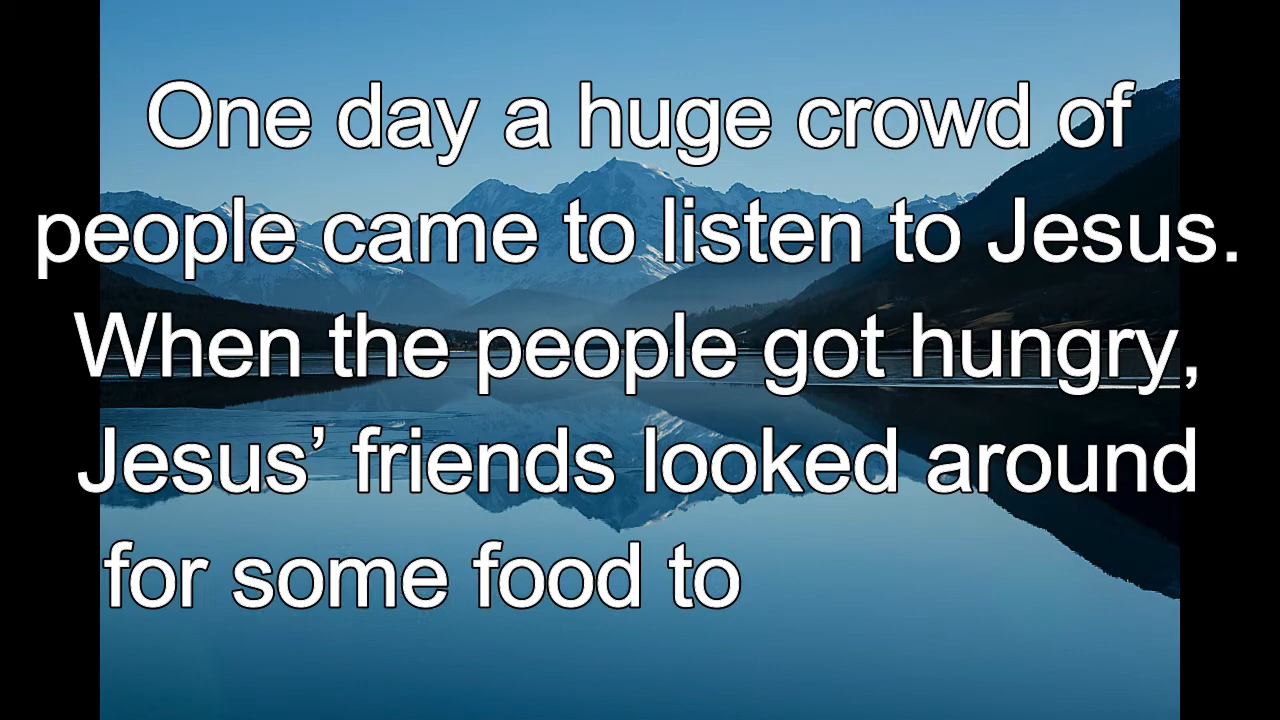 One day a huge crowd of
people came to listen to Jesus.
When the people got hungry,
Jesus’ friends looked around
for some food to